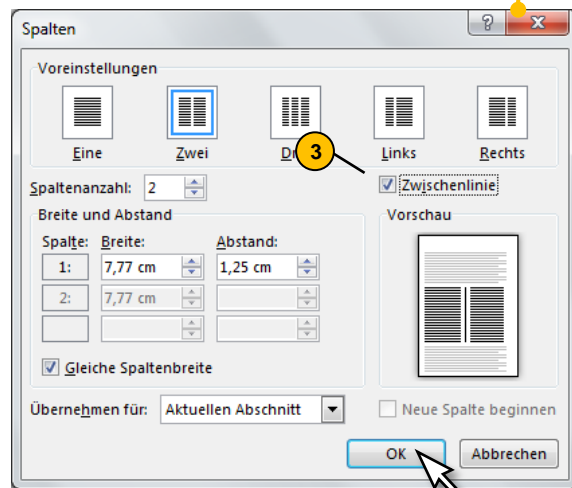 Spalten
Voreinstellungen
Eine Zwei Links Rechts
3
Spaltenanzahl: 2
Zwischenlinie
Breite und Abstand
Vorschau
Spalte: Breite: Abstand:
1: 7,77 cm 1,25 cm
2: 7,77 cm
Gleiche Spaltenbreite
Übernehmen für: Aktuellen Abschnitt
Neue Spalte beginnen
OK Abbrechen